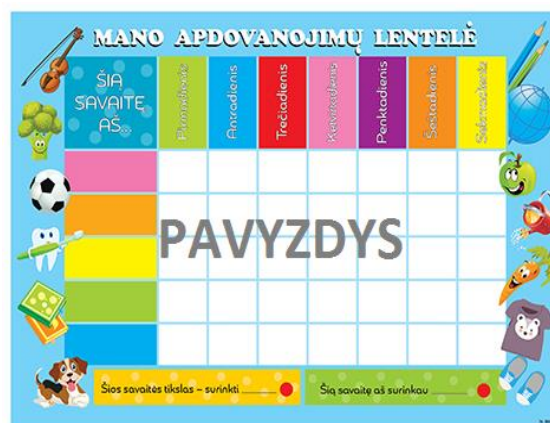 MANO APDOVANOJIMŲ LENTELĖ
ŠIĄ
SAVAITĘ
AŠ...
Pirmadienis
Antradienis
Trečiadienis
Ketvirtadienis
Penktadienis
Šeštadienis
Sekmadienis
PAVYZDYS
Šios savaitės tikslas – surinkti
Šią savaitę aš surinkau